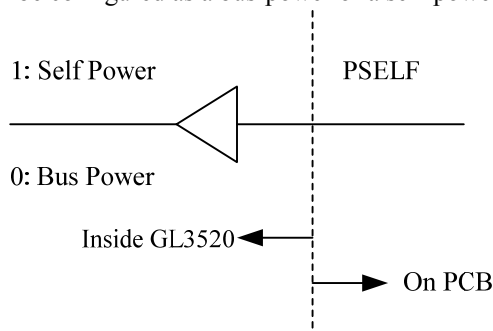 1: Self Power
PSELF
0: Bus Power
Inside GL3520
On PCB